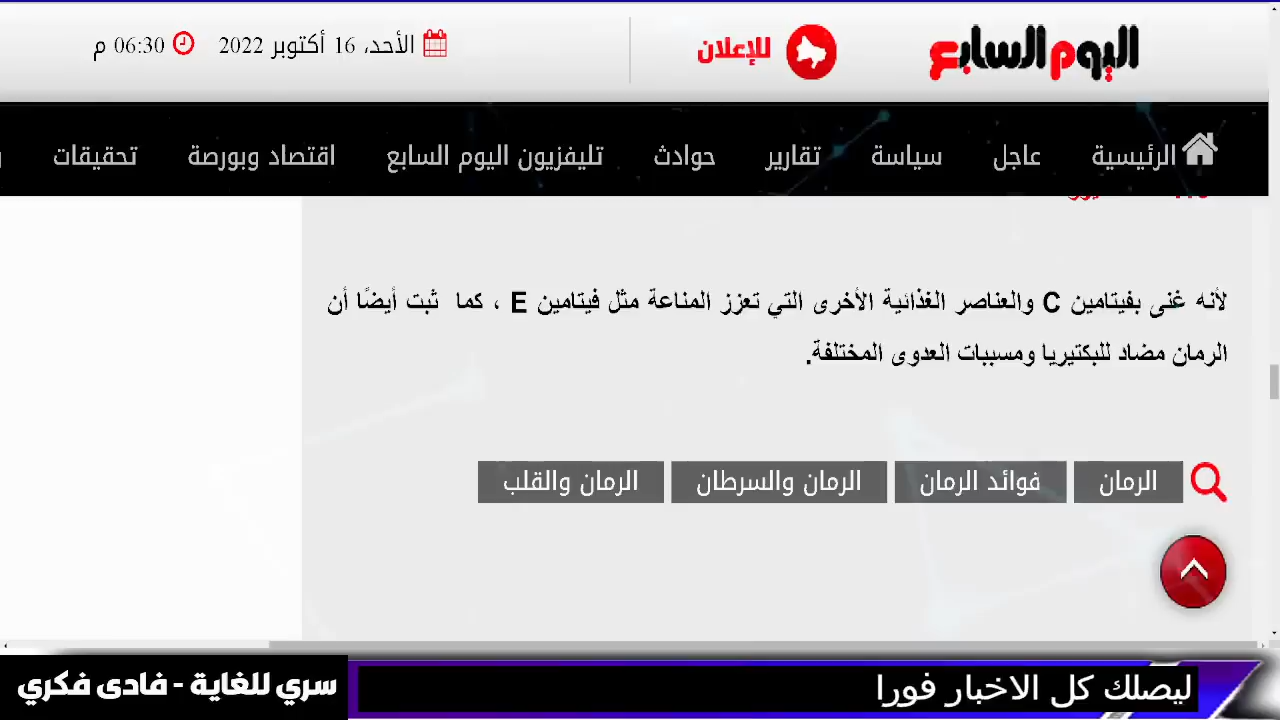 اليوم السابع
للإعلان
الأحد، 16 أكتوبر 2022
06:30 م
الرئيسية
عاجل
سياسة
تقارير
حوادث
تليفزيون اليوم السابع
اقتصاد وبورصة
تحقيقات
لأنه غنى بفيتامين C والعناصر الغذائية الأخرى التي تعزز المناعة مثل فيتامين E ، كما ثبت أيضًا أن
الرمان مضاد للبكتيريا ومسببات العدوى المختلفة.
الرمان
فوائد الرمان
الرمان والسرطان
الرمان والقلب
ليصلك كل الاخبار فورا
سري للغاية - فادى فكري